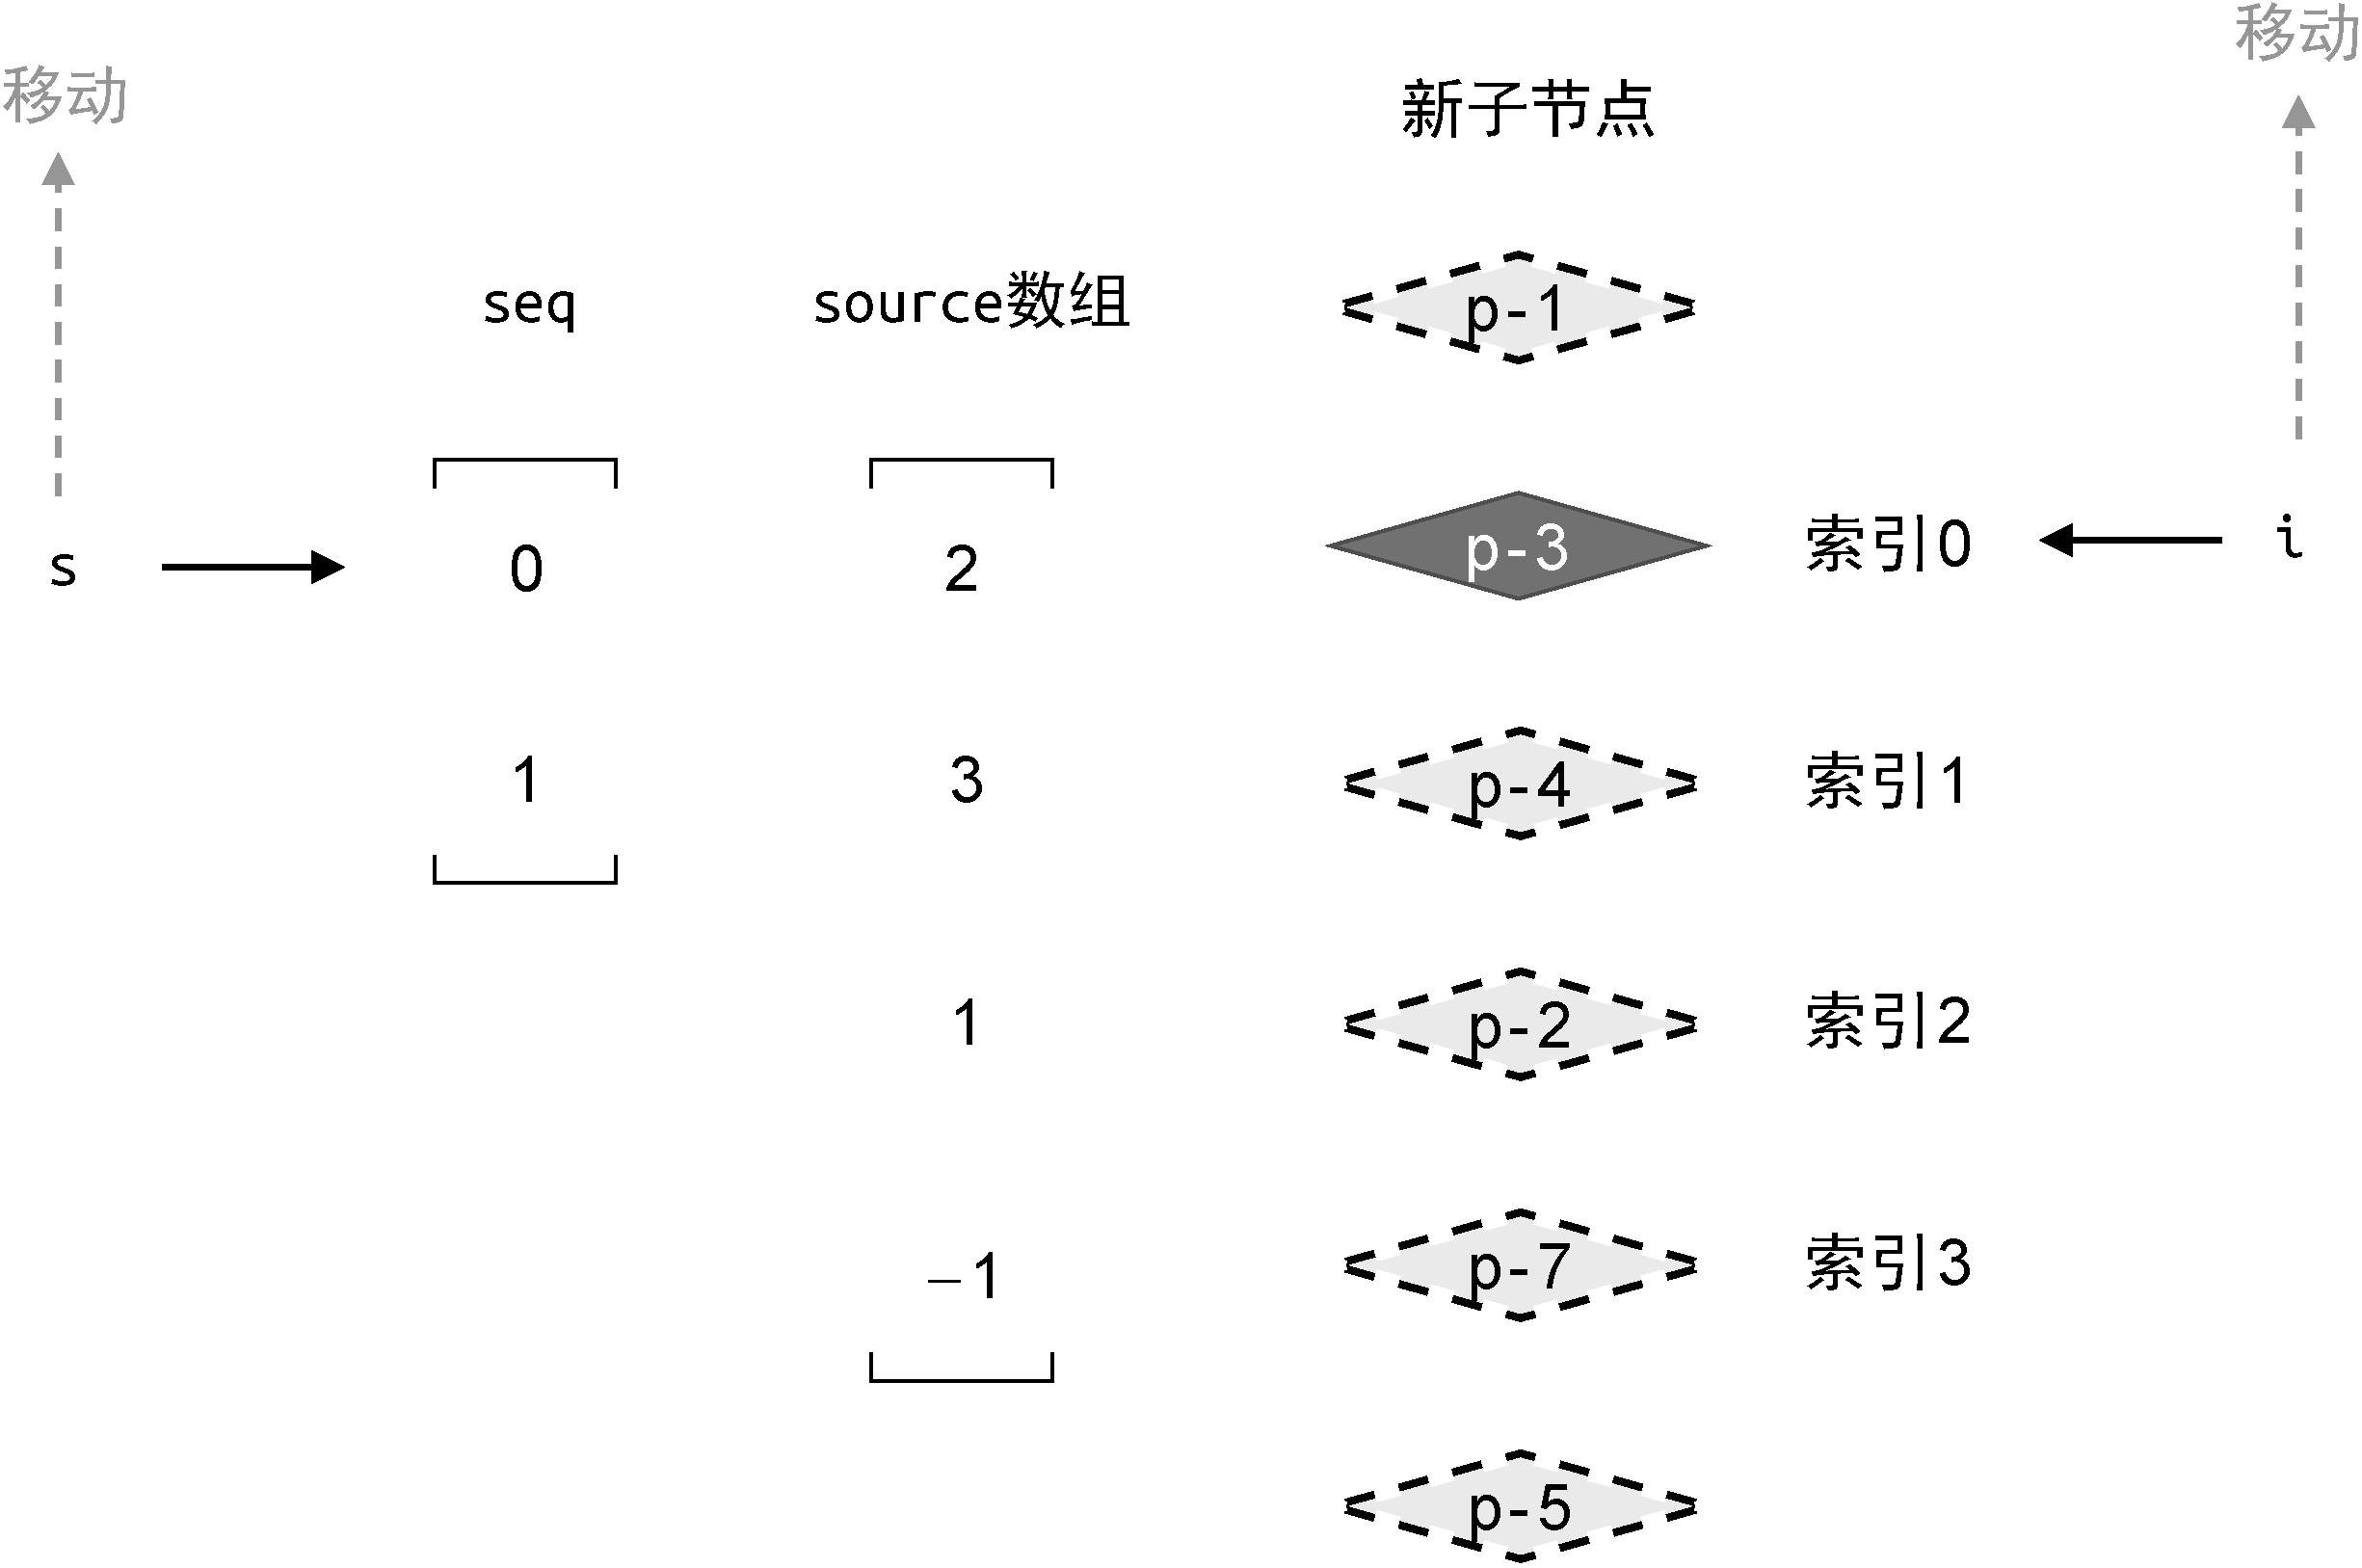 移动
移动
新子节点
seq source数组 p-1
s 0 2 p-3 索引0 i
1 3 p-4 索引1
1 p-2 索引2
−1 p-7 索引3
p-5